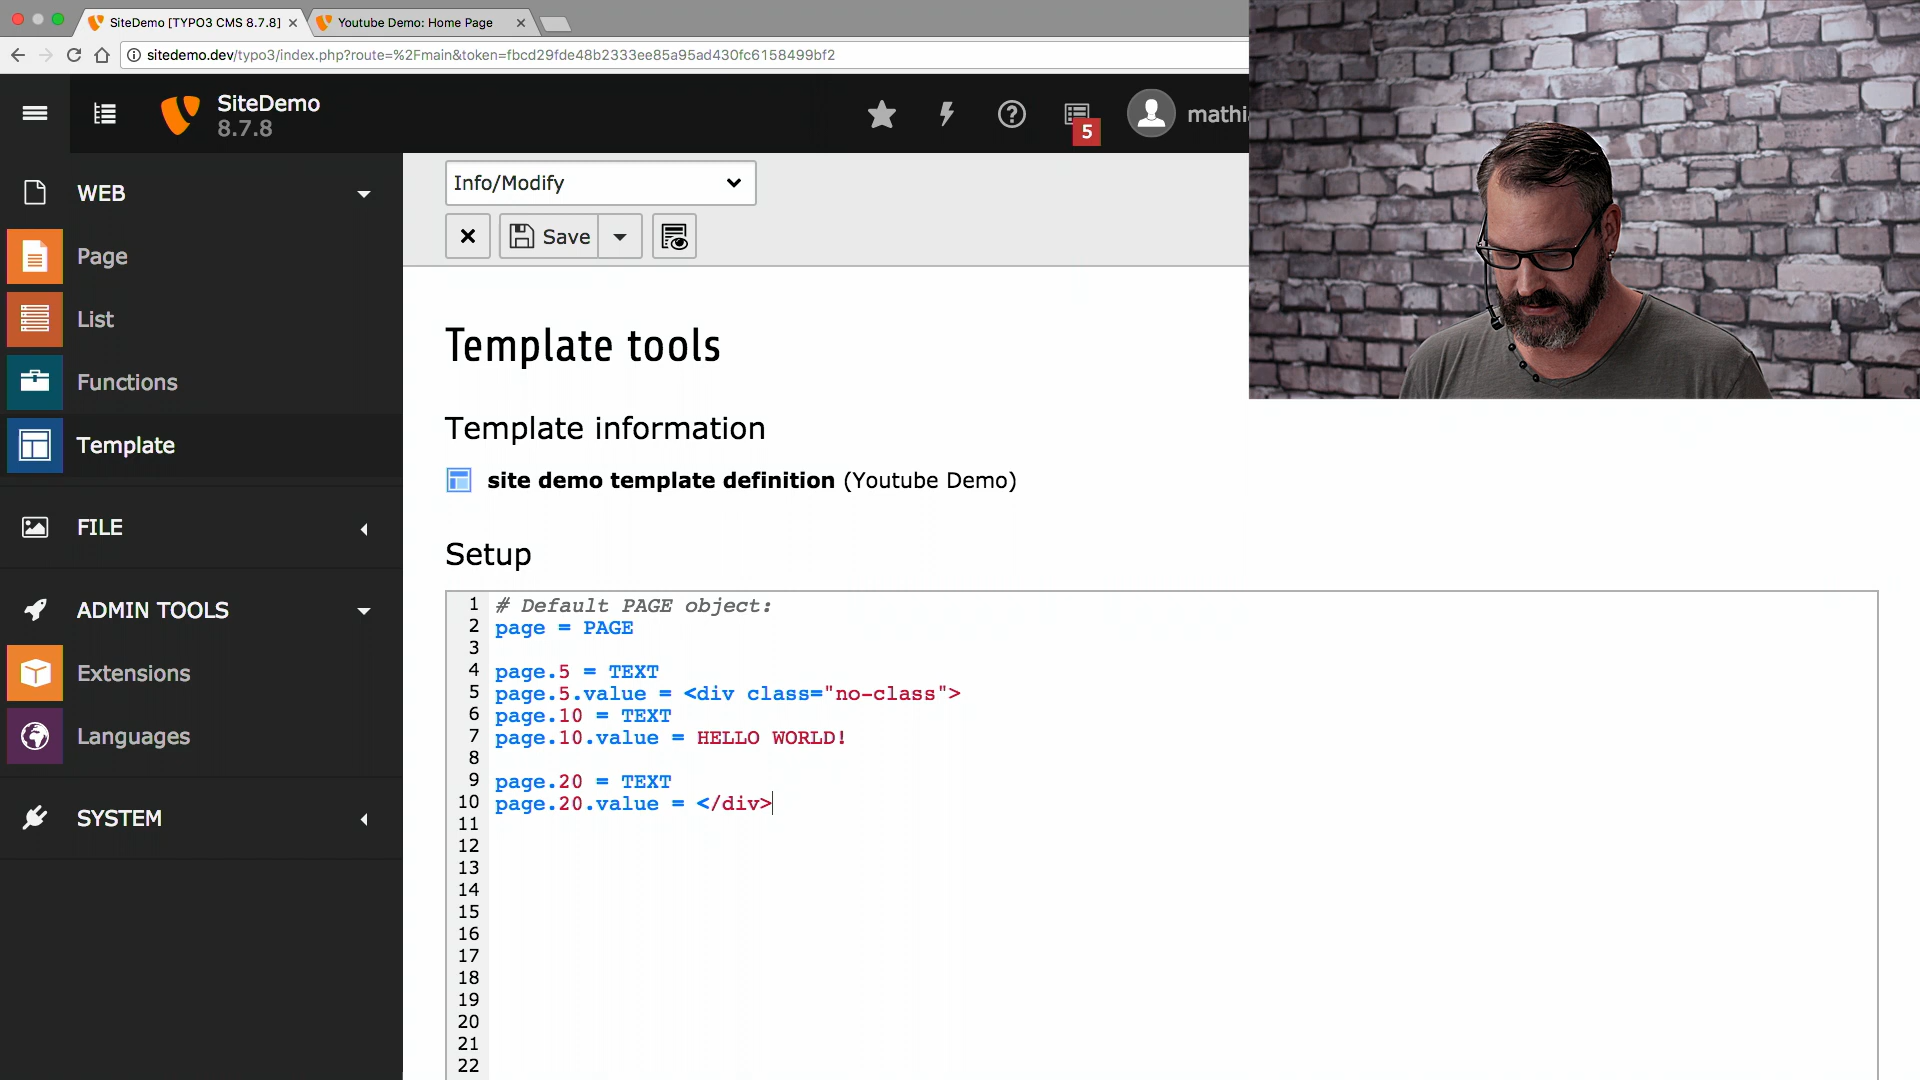 SiteDemo [TYPO3 CMS 8.7.8]
Youtube Demo: Home Page
sitedemo.dev/typo3/index.php?route=%2Fmain&token=fbcd29fde48b2333ee85a95ad430fc6158499bf2
SiteDemo
8.7.8
5
mathi
WEB
Page
List
Functions
Template
FILE
ADMIN TOOLS
Extensions
Languages
SYSTEM
Info/Modify
Save
Template tools
Template information
site demo template definition (Youtube Demo)
Setup
1 # Default PAGE object:
2 page = PAGE
3
4 page.5 = TEXT
5 page.5.value = <div class="no-class">
6 page.10 = TEXT
7 page.10.value = HELLO WORLD!
8
9 page.20 = TEXT
10 page.20.value = </div>
11
12
13
14
15
16
17
18
19
20
21
22